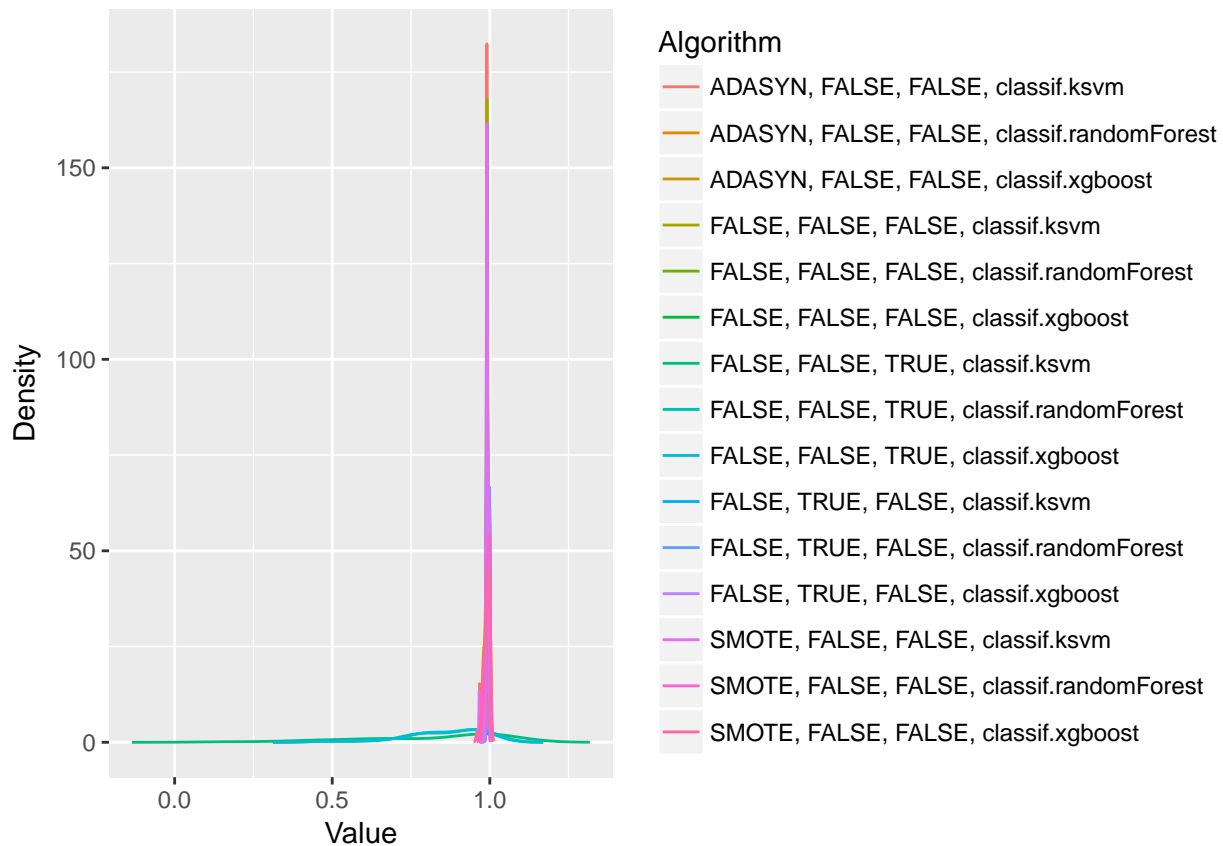 Algorithm
ADASYN, FALSE, FALSE, classif.ksvm
ADASYN, FALSE, FALSE, classif.randomForest
ADASYN, FALSE, FALSE, classif.xgboost
FALSE, FALSE, FALSE, classif.ksvm
FALSE, FALSE, FALSE, classif.randomForest
FALSE, FALSE, FALSE, classif.xgboost
FALSE, FALSE, TRUE, classif.ksvm
FALSE, FALSE, TRUE, classif.randomForest
FALSE, FALSE, TRUE, classif.xgboost
FALSE, TRUE, FALSE, classif.ksvm
FALSE, TRUE, FALSE, classif.randomForest
FALSE, TRUE, FALSE, classif.xgboost
SMOTE, FALSE, FALSE, classif.ksvm
SMOTE, FALSE, FALSE, classif.randomForest
SMOTE, FALSE, FALSE, classif.xgboost
Density
150
100
50
0
0.0 0.5 1.0
Value